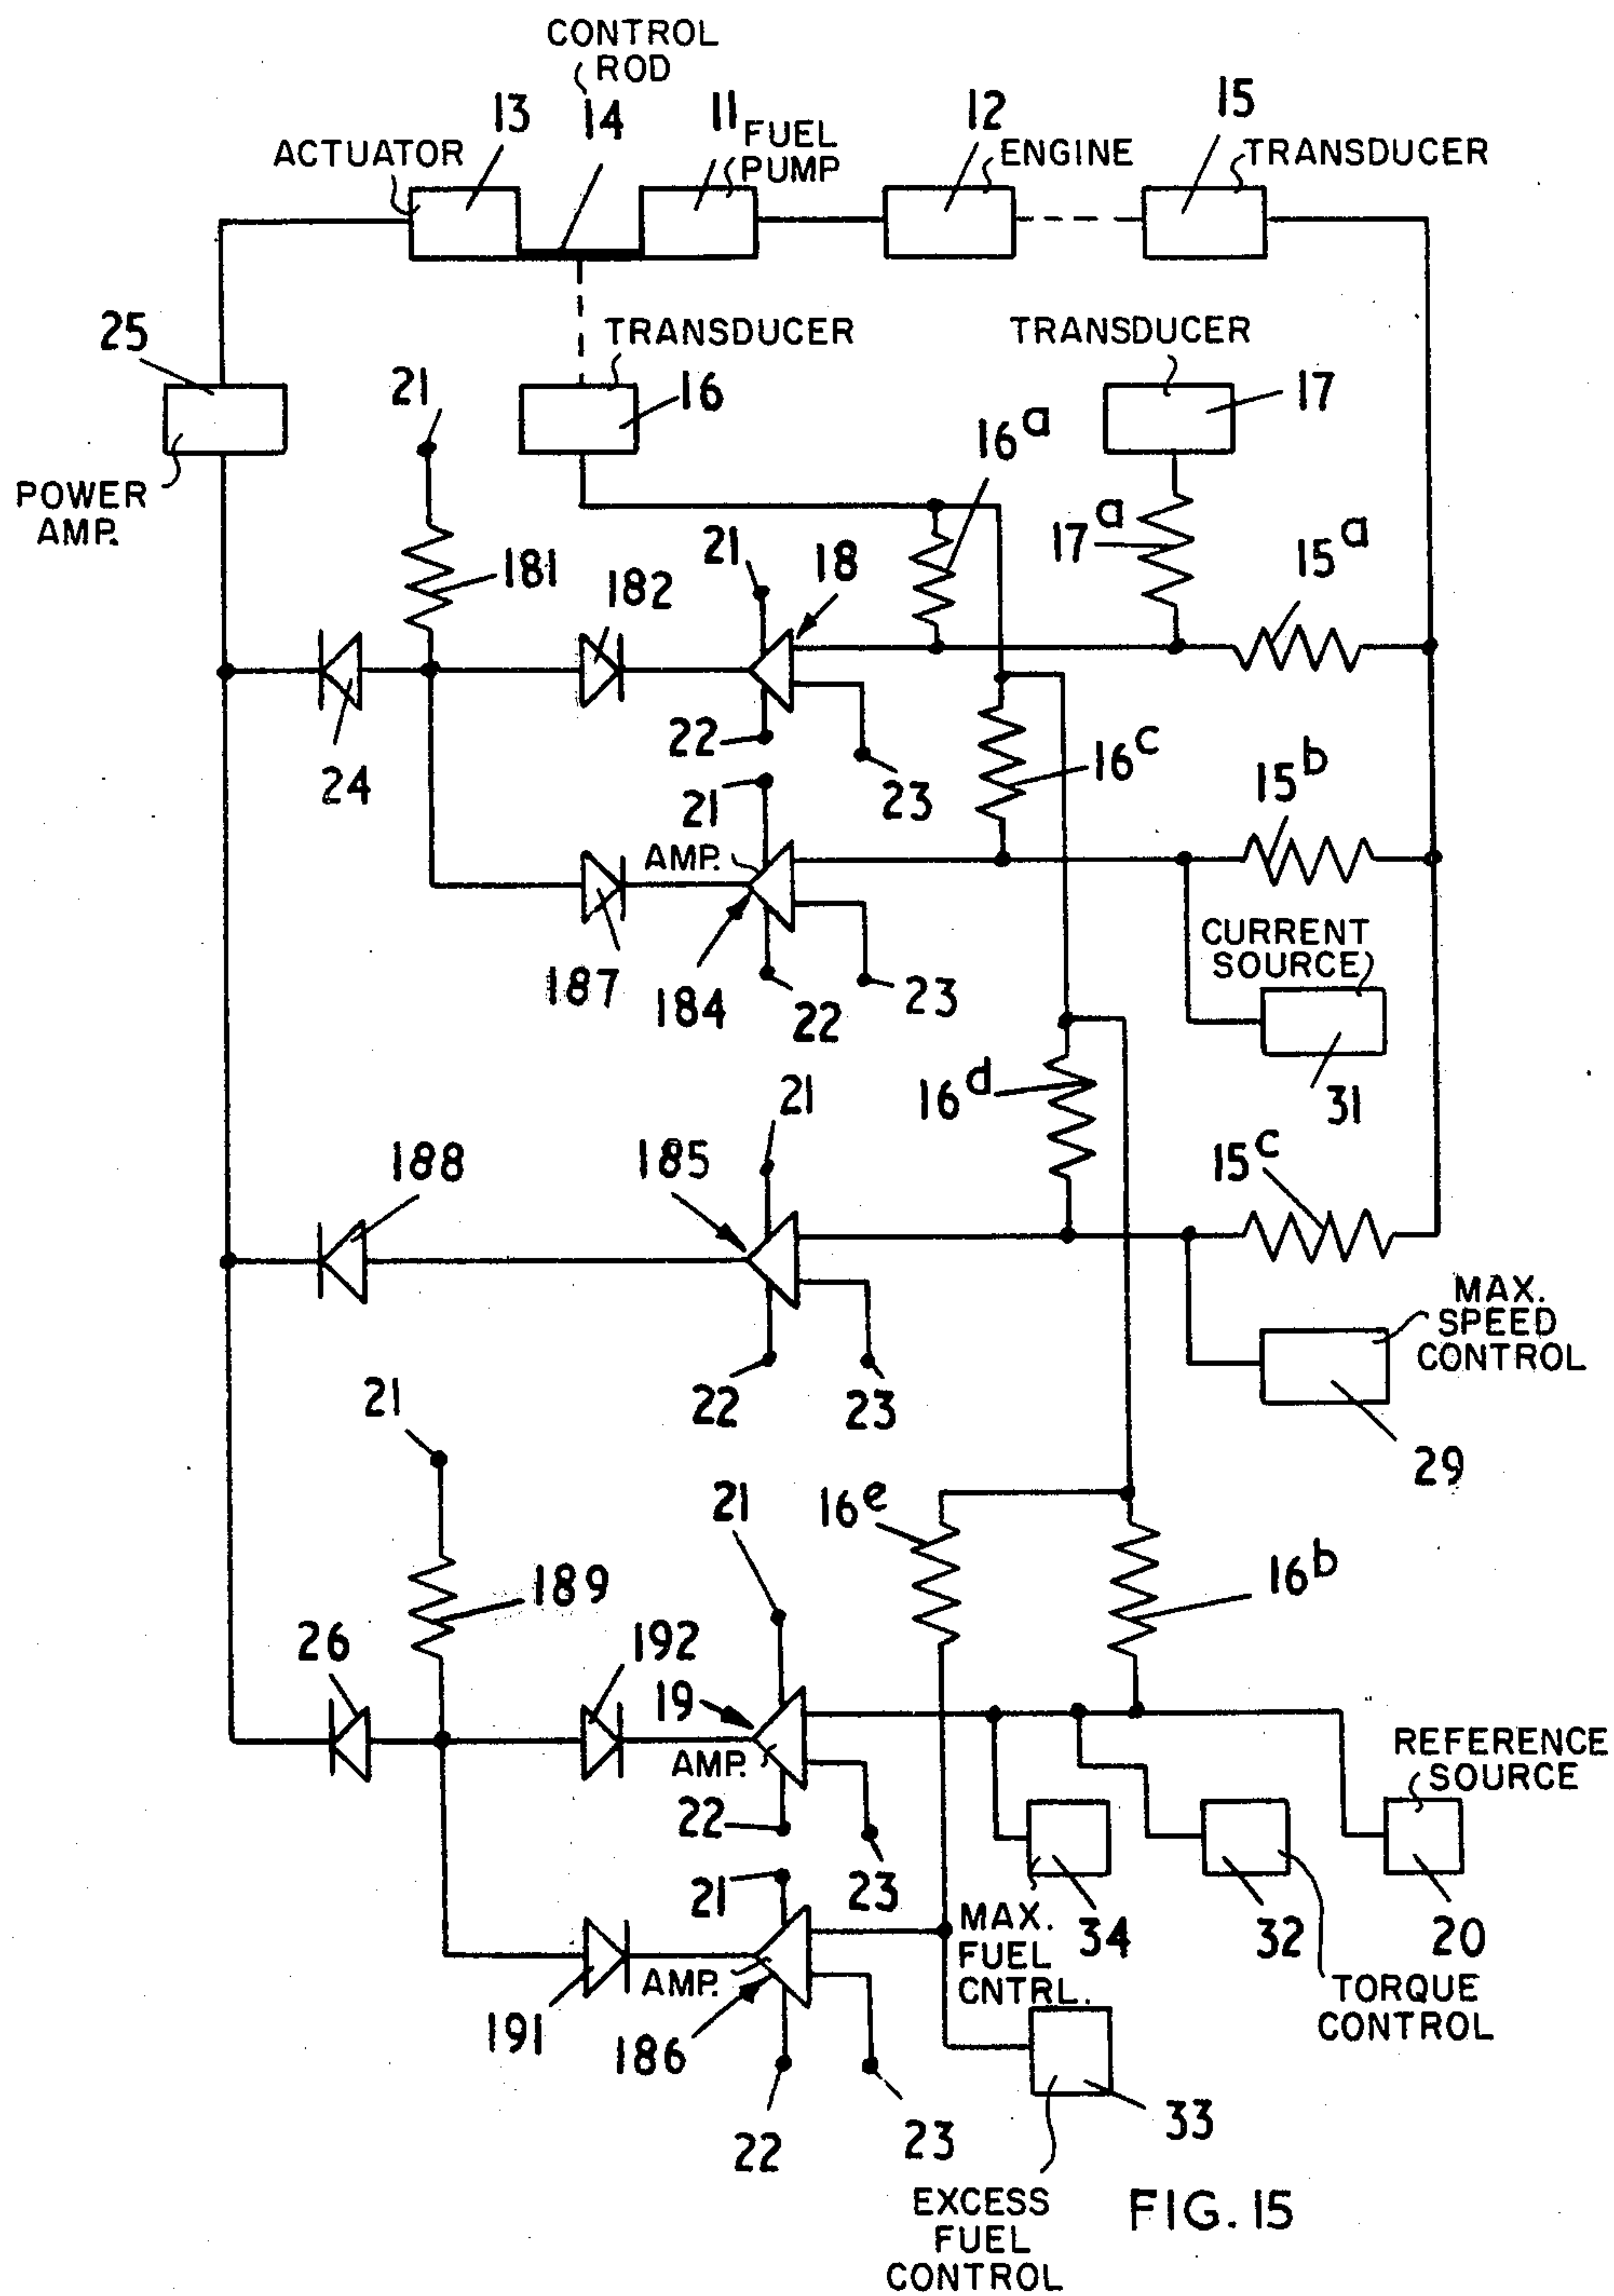 CONTROL
ROD
13
14
11
FUEL
PUMP
12
ENGINE
15
TRANSDUCER
ACTUATOR
25
POWER
AMP.
21
TRANSDUCER
16
TRANSDUCER
17
16a
17a
15a
181
182
21
18
24
22
23
16c
15b
21
AMP.
187
184
22
23
CURRENT
SOURCE
31
16d
21
188
185
15c
22
23
MAX.
SPEED
CONTROL
29
21
21
16e
16b
189
26
192
19
AMP.
22
23
REFERENCE
SOURCE
34
32
20
21
MAX.
FUEL
CNTRL.
TORQUE
CONTROL
191
AMP.
186
22
23
33
EXCESS
FUEL
CONTROL
FIG. 15